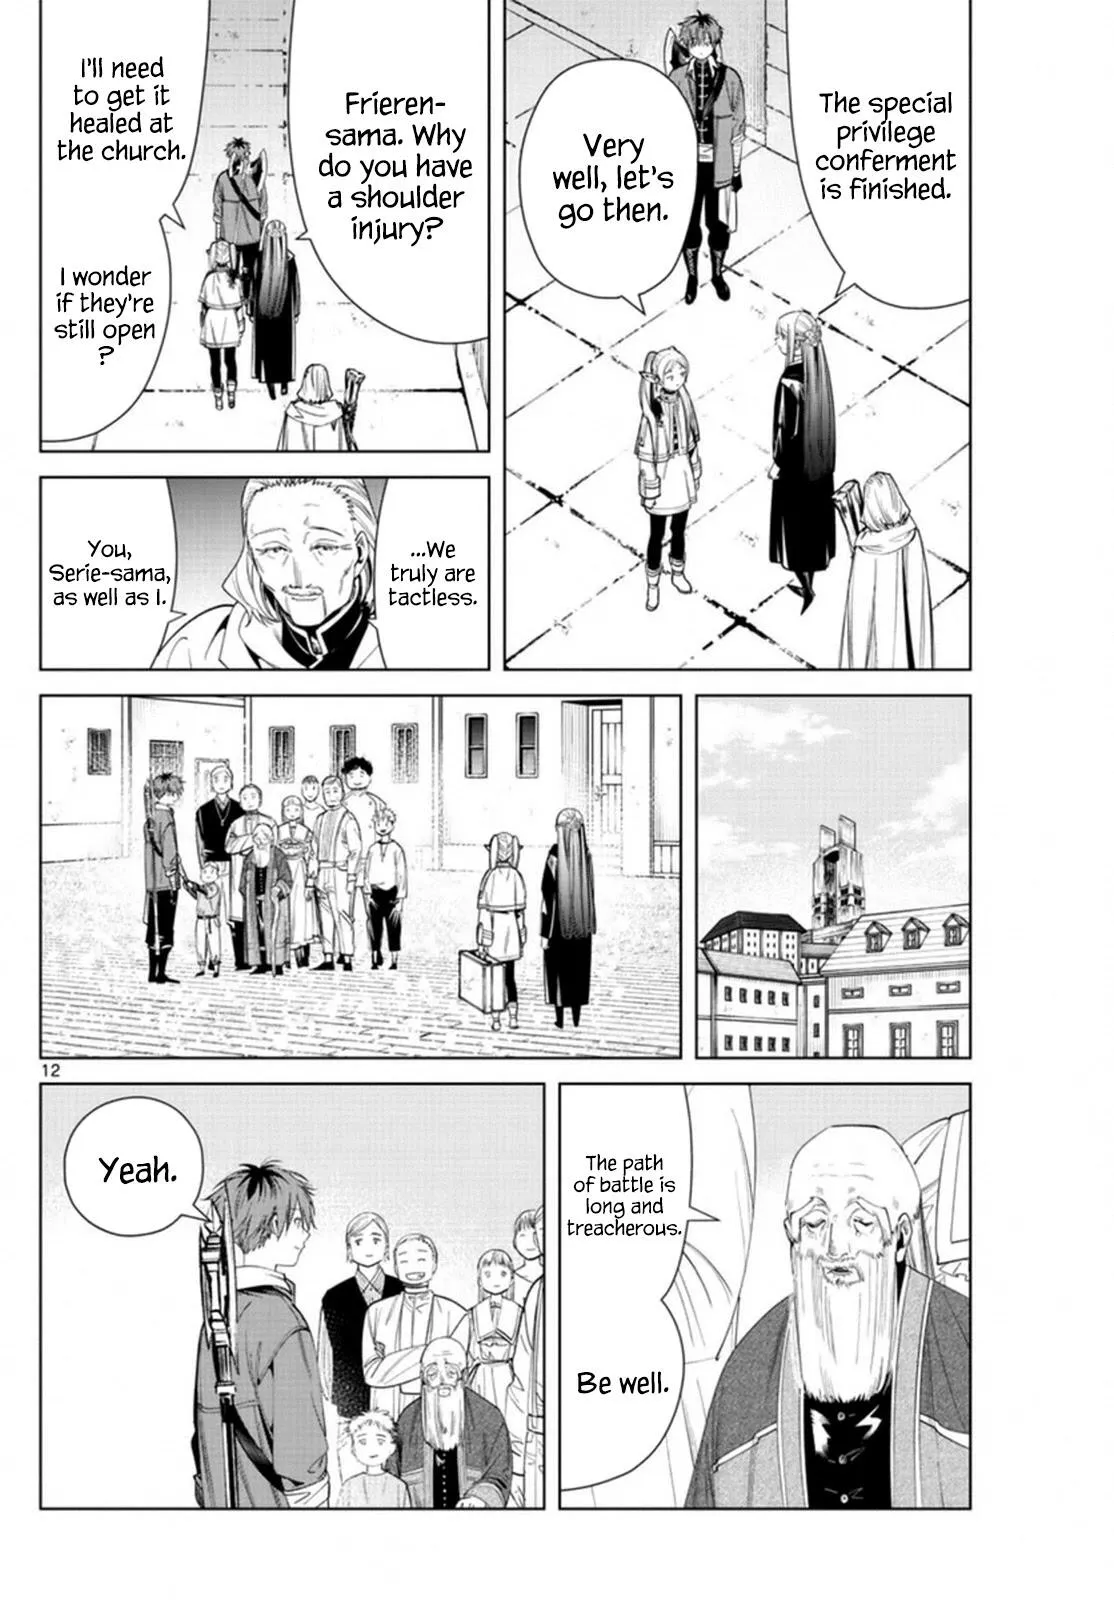 The special
privilege
conferment
is finished.
Very
well, let's
go then.
Frieren-
sama. Why
do you have
a shoulder
injury?
I'll need
to get it
healed at
the church.
I wonder
if they're
still open
?
...We
truly are
tactless.
You,
Serie-sama,
as well as I.
12
The path
of battle is
long and
treacherous.
Be well.
Yeah.